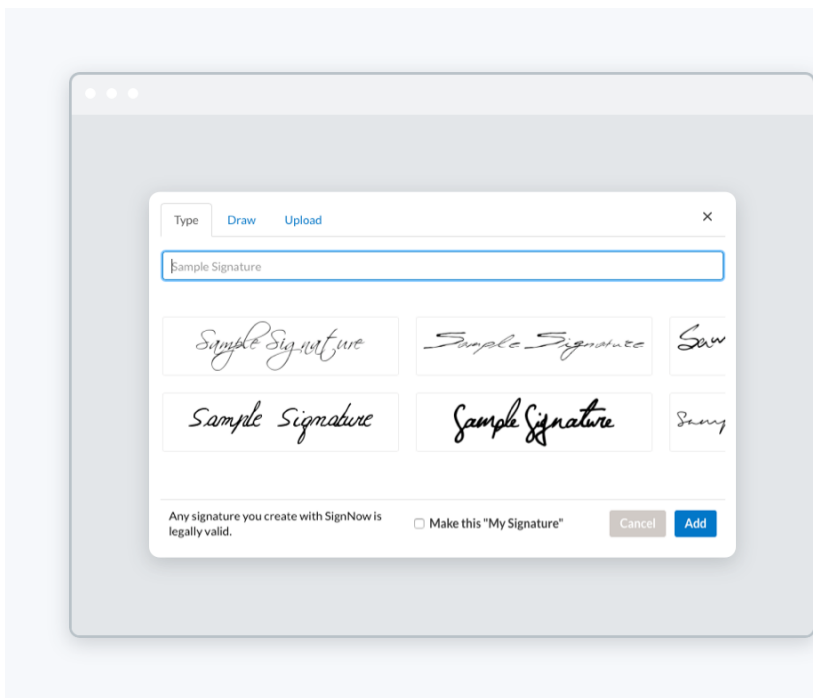 Type Draw Upload ×
Sample Signature
Sample Signature Sample Signature
Sample Signature Sample Signature
Any signature you create with SignNow is
legally valid.
Make this "My Signature" Cancel Add